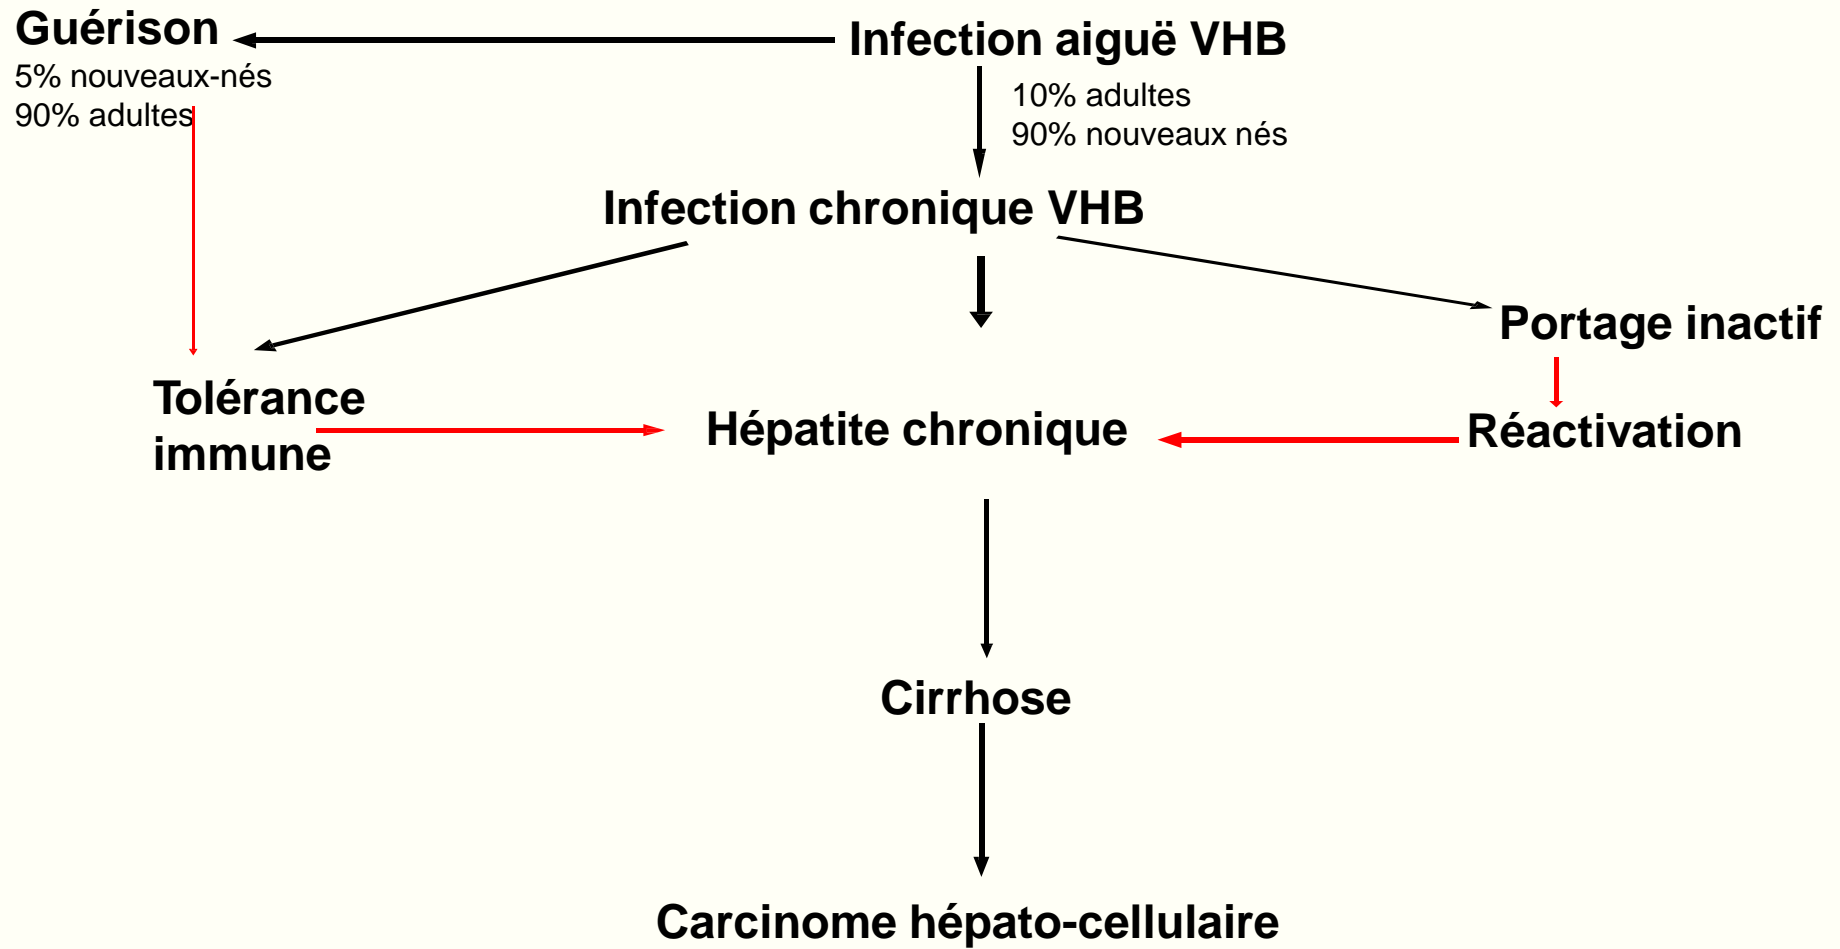 Guérison
5% nouveaux-nés
90% adultes
Infection aiguë VHB
10% adultes
90% nouveaux nés
Infection chronique VHB
Portage inactif
Tolérance
immune
Hépatite chronique
Réactivation
Cirrhose
Carcinome hépato-cellulaire